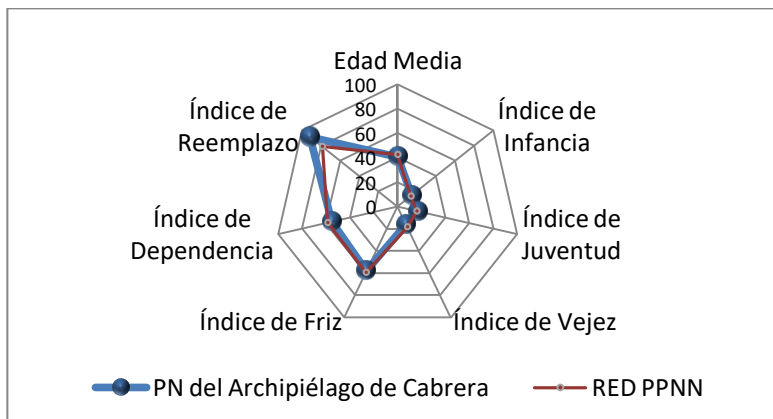 Edad Media
100
80
60
40
20
0
Índice de
Infancia
Índice de
Juventud
Índice de Vejez
Índice de Friz
Índice de
Dependencia
Índice de
Reemplazo
PN del Archipiélago de Cabrera
RED PPNN